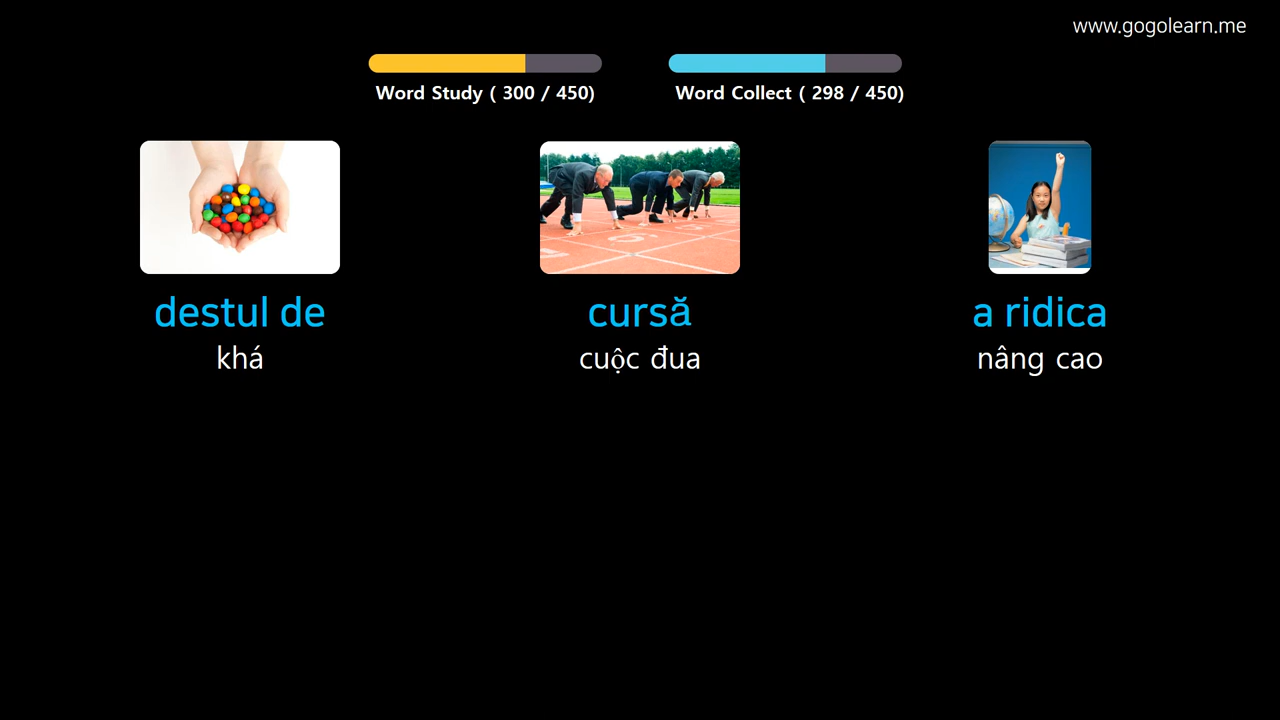 www.gogolearn.me
Word Study ( 300 / 450)
Word Collect ( 298 / 450)
destul de
khá
cursă
cuộc đua
a ridica
nâng cao